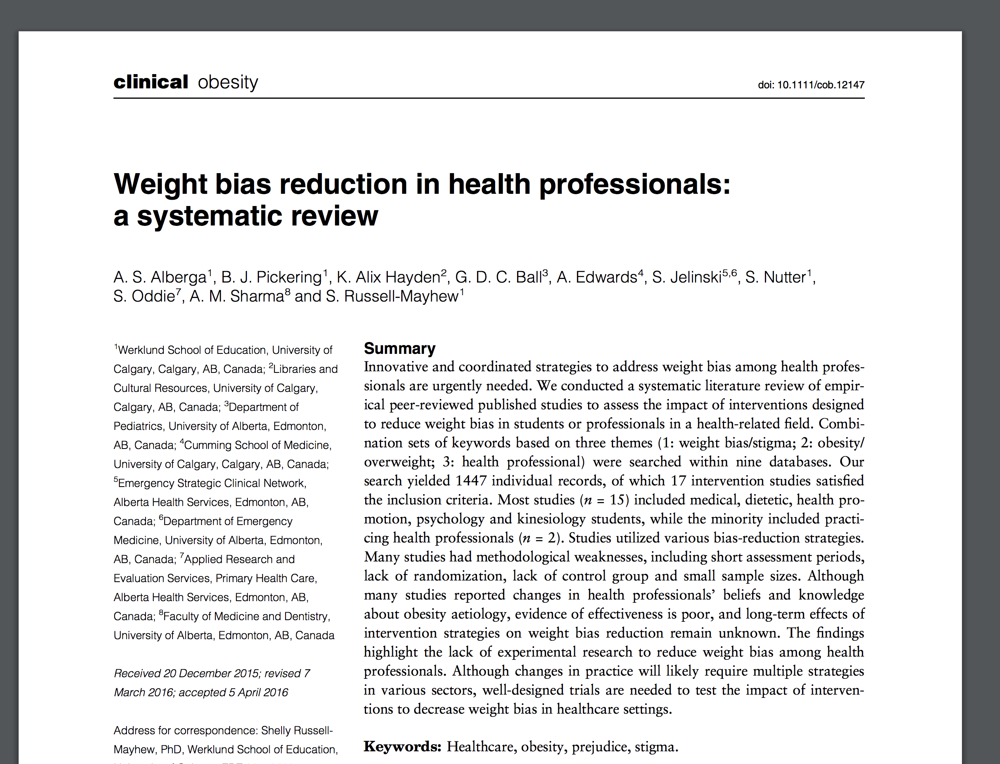 clinical obesity
doi: 10.1111/cob.12147
Weight bias reduction in health professionals:
a systematic review
A. S. Alberga1, B. J. Pickering1, K. Alix Hayden2, G. D. C. Ball3, A. Edwards4, S. Jelinski5,6, S. Nutter1,
S. Oddie7, A. M. Sharma8 and S. Russell-Mayhew1
1Werklund School of Education, University of
Calgary, Calgary, AB, Canada; 2Libraries and
Cultural Resources, University of Calgary,
Calgary, AB, Canada; 3Department of
Pediatrics, University of Alberta, Edmonton,
AB, Canada; 4Cumming School of Medicine,
University of Calgary, Calgary, AB, Canada;
5Emergency Strategic Clinical Network,
Alberta Health Services, Edmonton, AB,
Canada; 6Department of Emergency
Medicine, University of Alberta, Edmonton,
AB, Canada; 7Applied Research and
Evaluation Services, Primary Health Care,
Alberta Health Services, Edmonton, AB,
Canada; 8Faculty of Medicine and Dentistry,
University of Alberta, Edmonton, AB, Canada
Received 20 December 2015; revised 7
March 2016; accepted 5 April 2016
Address for correspondence: Shelly Russell-
Mayhew, PhD, Werklund School of Education,
Summary
Innovative and coordinated strategies to address weight bias among health profes-
sionals are urgently needed. We conducted a systematic literature review of empir-
ical peer-reviewed published studies to assess the impact of interventions designed
to reduce weight bias in students or professionals in a health-related field. Combi-
nation sets of keywords based on three themes (1: weight bias/stigma; 2: obesity/
overweight; 3: health professional) were searched within nine databases. Our
search yielded 1447 individual records, of which 17 intervention studies satisfied
the inclusion criteria. Most studies (n = 15) included medical, dietetic, health pro-
motion, psychology and kinesiology students, while the minority included practi-
cing health professionals (n = 2). Studies utilized various bias-reduction strategies.
Many studies had methodological weaknesses, including short assessment periods,
lack of randomization, lack of control group and small sample sizes. Although
many studies reported changes in health professionals’ beliefs and knowledge
about obesity aetiology, evidence of effectiveness is poor, and long-term effects of
intervention strategies on weight bias reduction remain unknown. The findings
highlight the lack of experimental research to reduce weight bias among health
professionals. Although changes in practice will likely require multiple strategies
in various sectors, well-designed trials are needed to test the impact of interven-
tions to decrease weight bias in healthcare settings.
Keywords: Healthcare, obesity, prejudice, stigma.